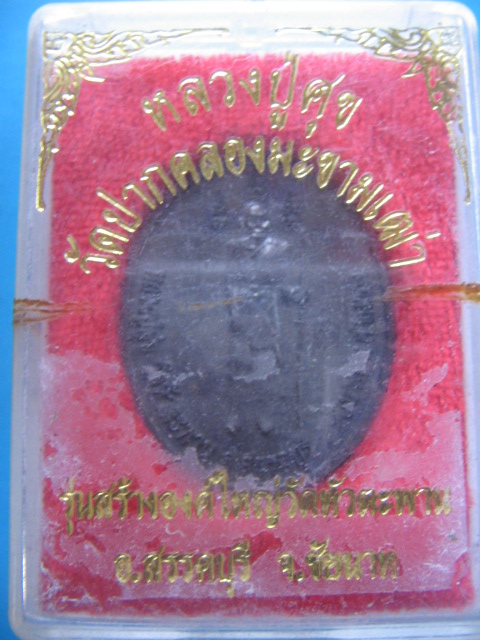 หลวงปู่ศุข
วัดปากคลองมะขามเฒ่า
รุ่นสร้างองค์ใหญ่วัดหัวตะพาน
อ.สรรคบุรี จ.ชัยนาท